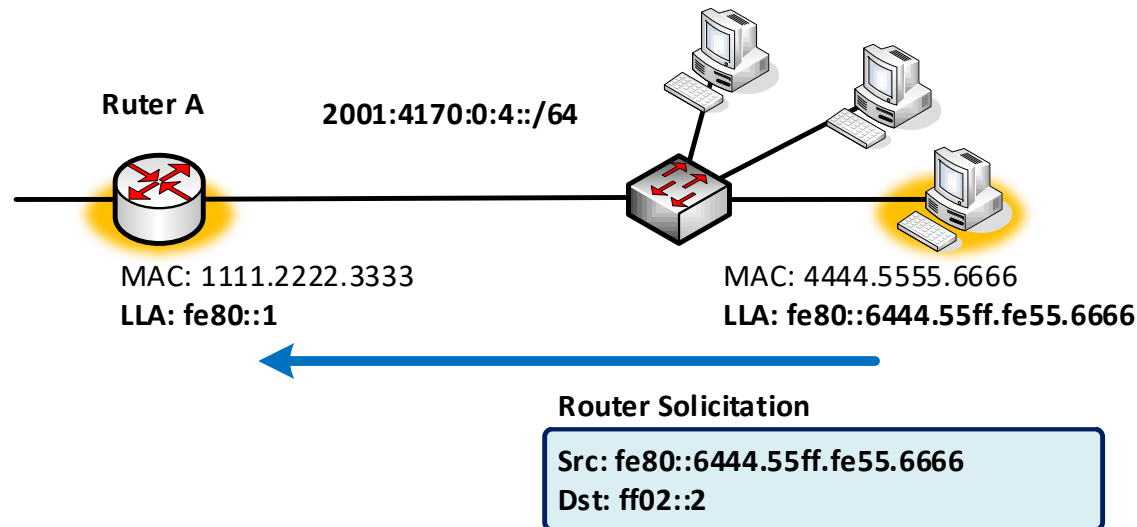 Ruter A
2001:4170:0:4::/64
MAC: 1111.2222.3333
LLA: fe80::1
MAC: 4444.5555.6666
LLA: fe80::6444.55ff.fe55.6666
Router Solicitation
Src: fe80::6444.55ff.fe55.6666
Dst: ff02::2